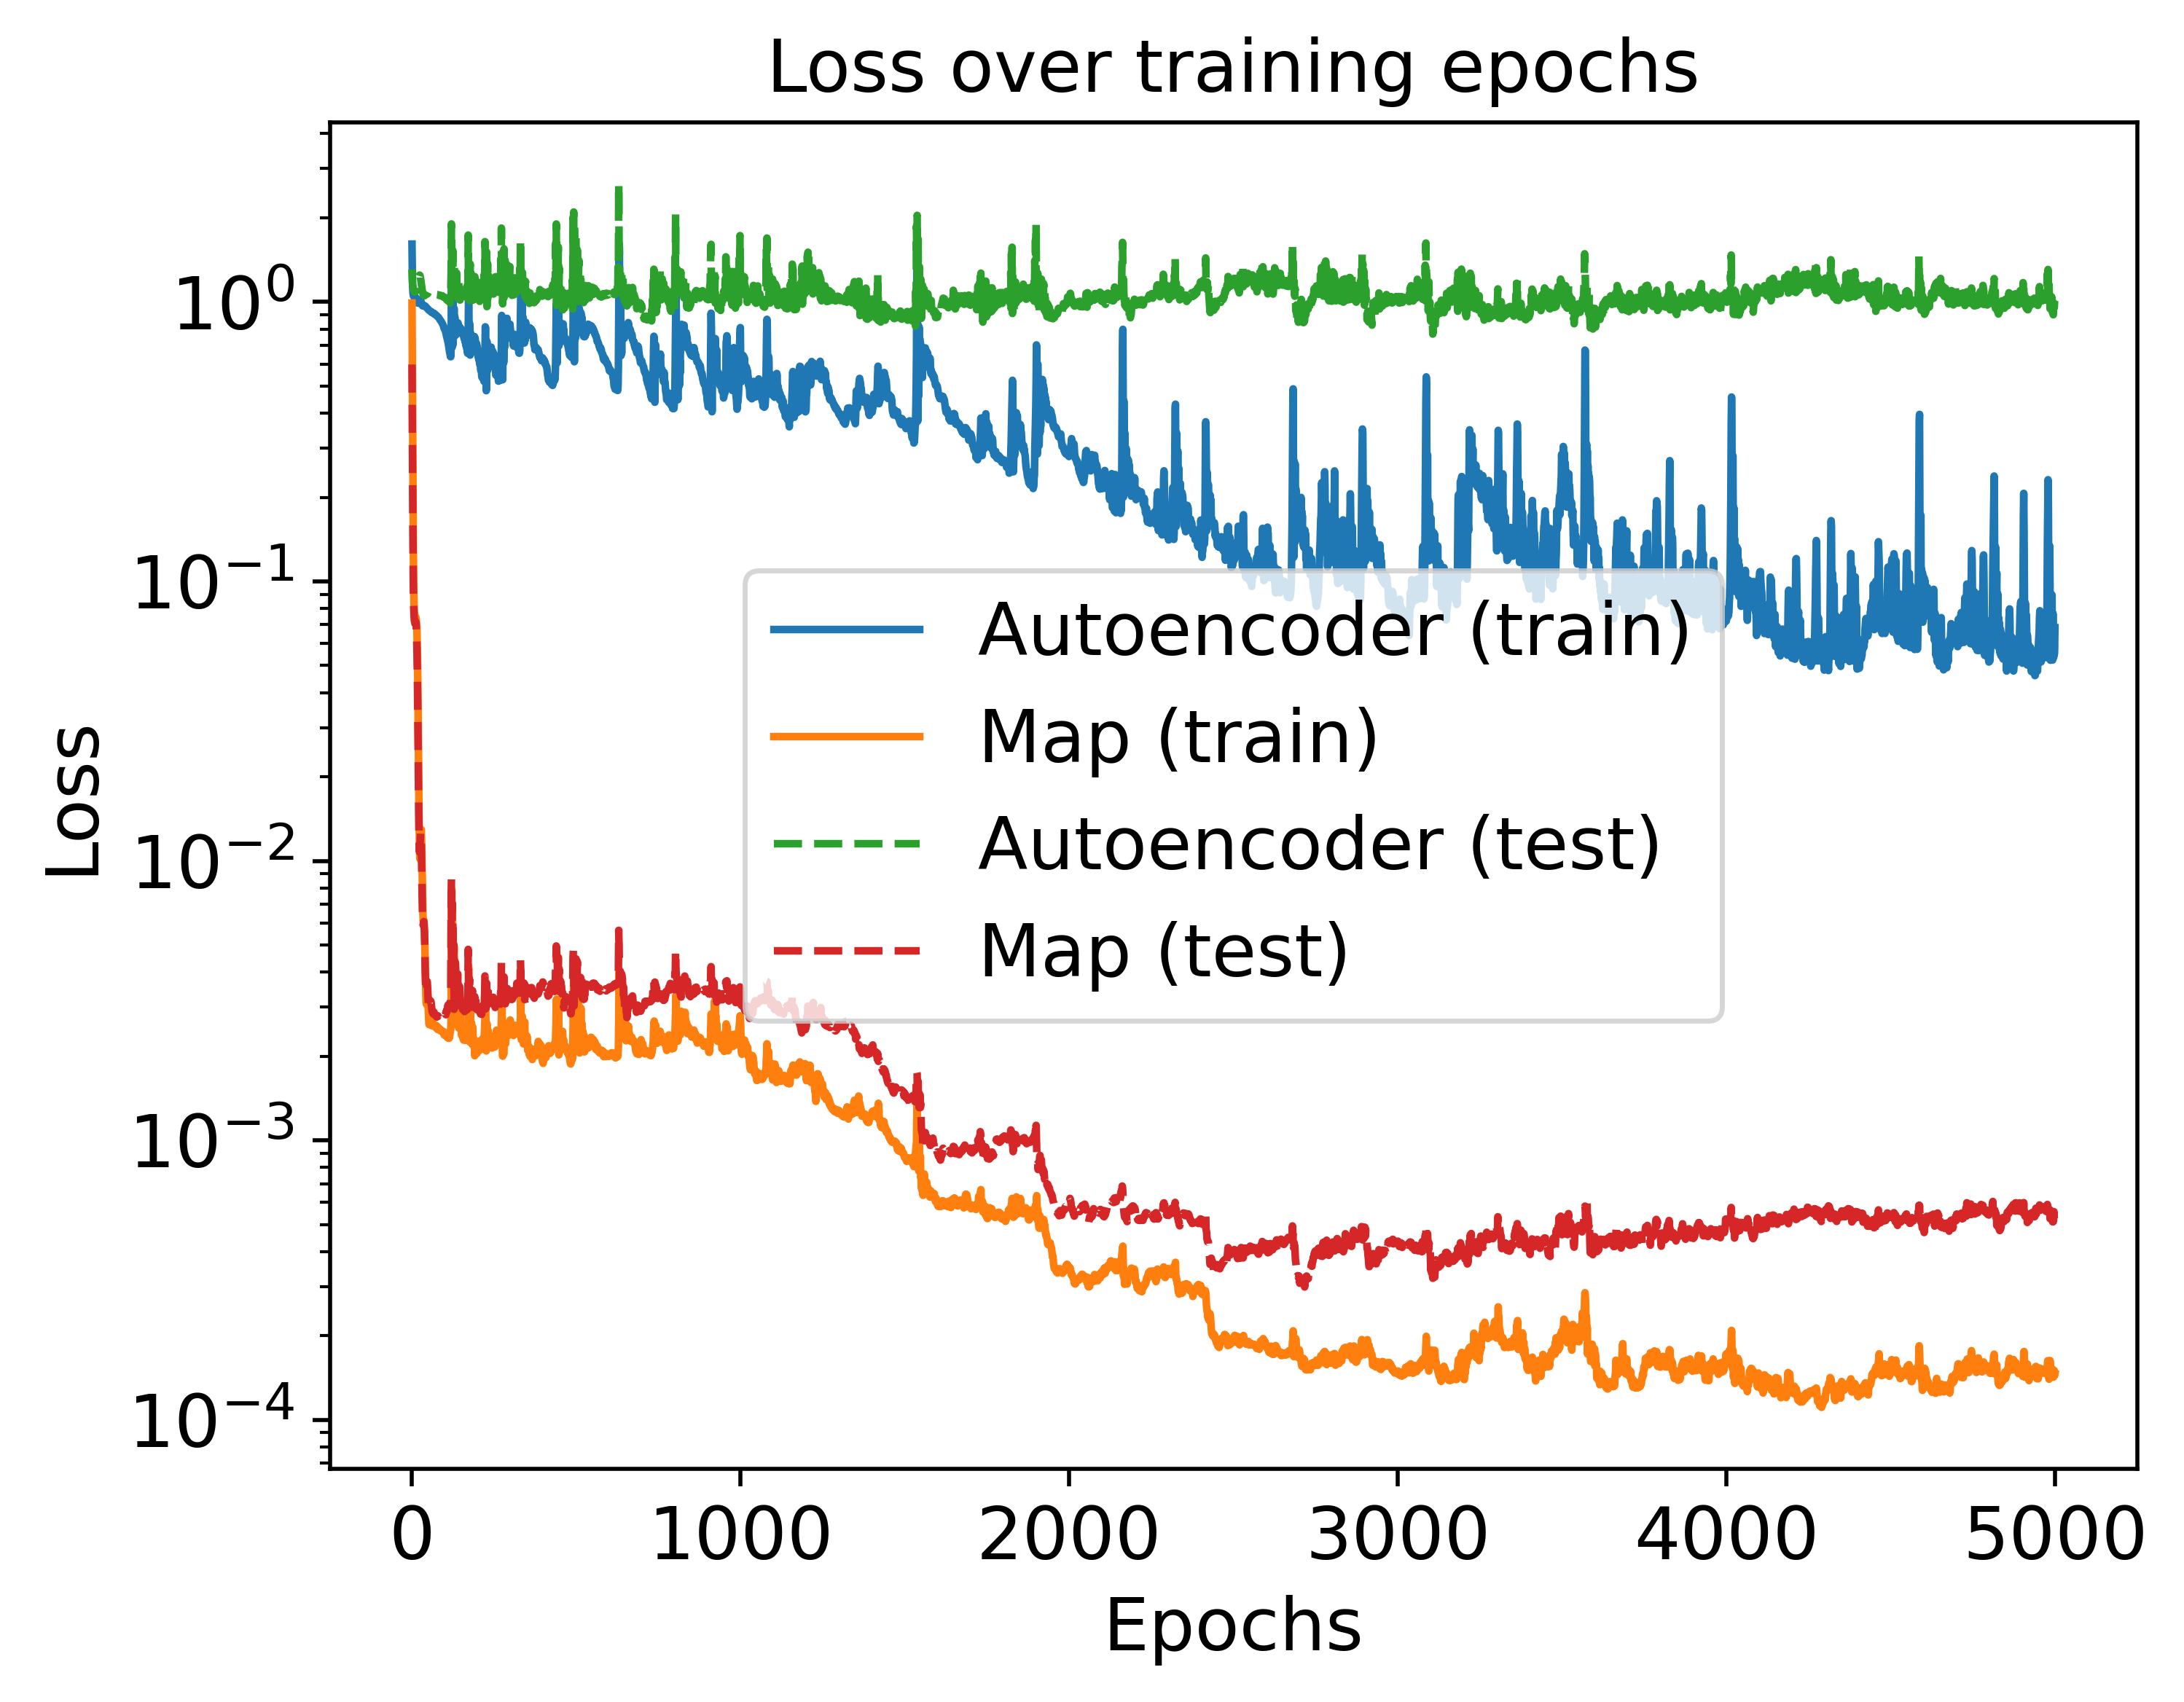 Loss over training epochs
Loss
10⁰
10⁻¹
10⁻²
10⁻³
10⁻⁴
Autoencoder (train)
Map (train)
Autoencoder (test)
Map (test)
0 1000 2000 3000 4000 5000
Epochs